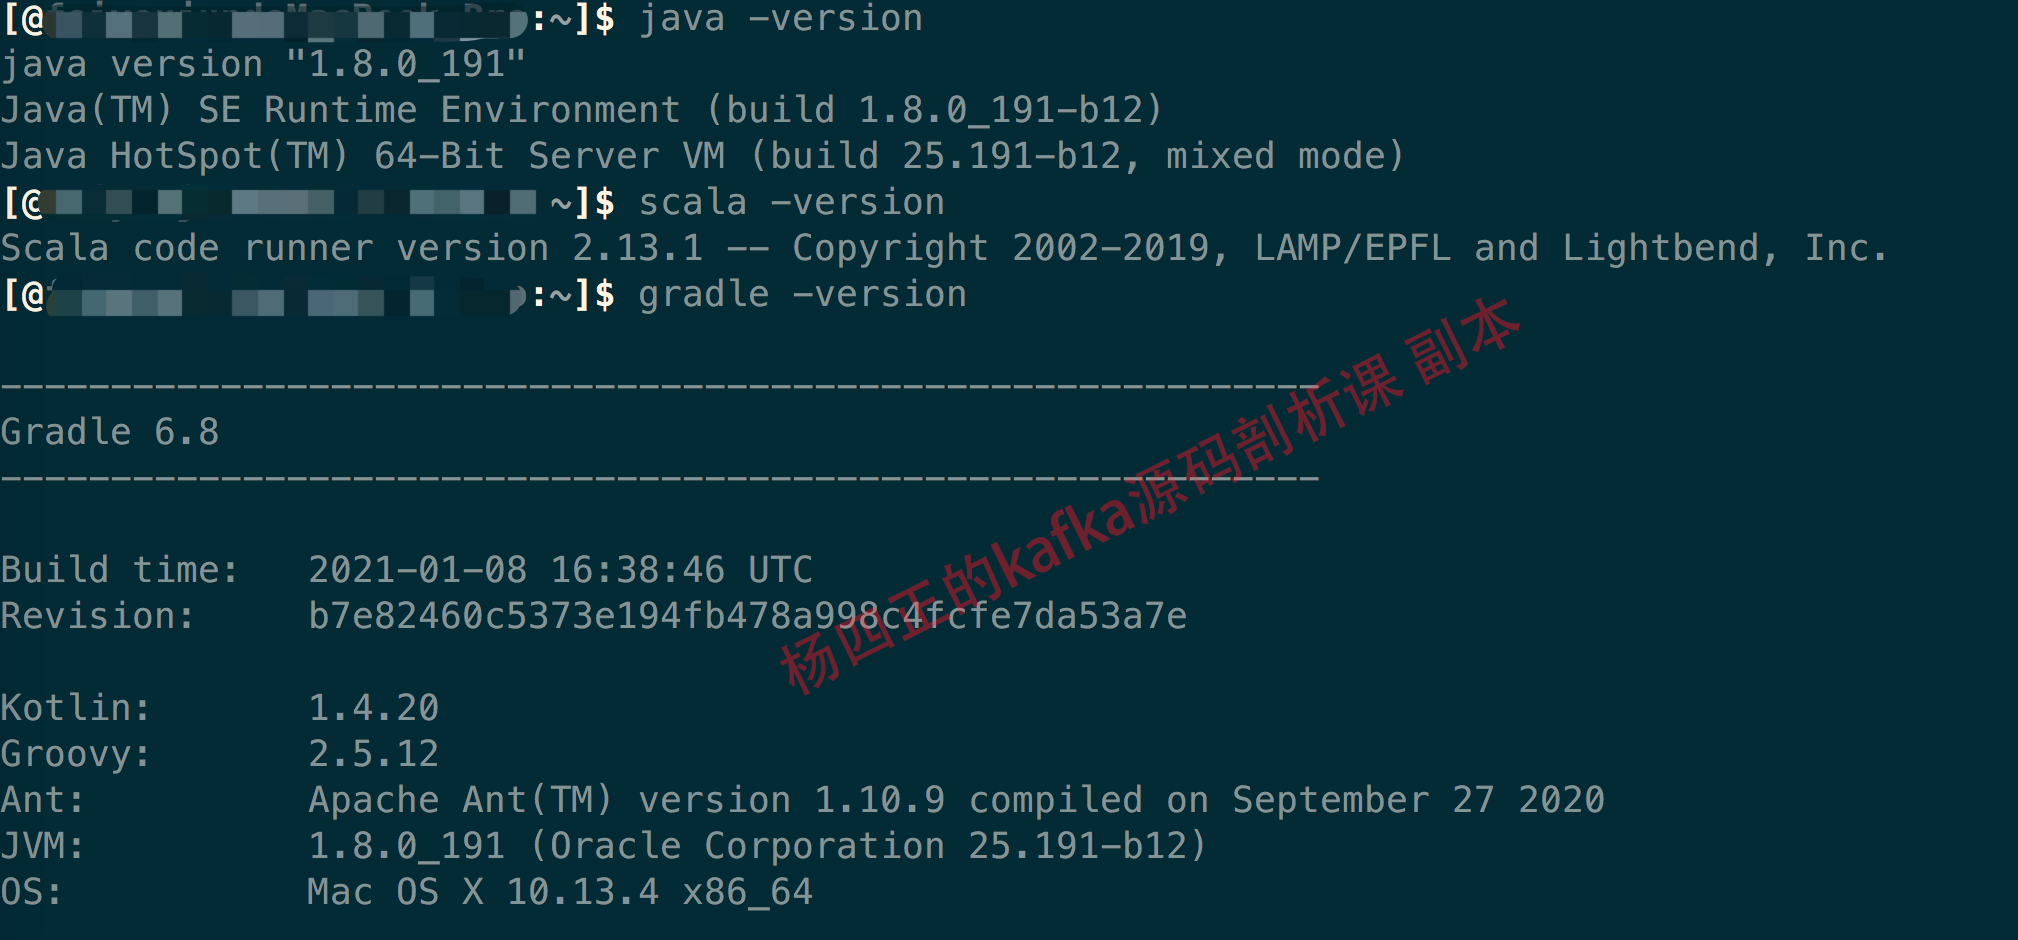 [@ :~]$ java -version
java version "1.8.0_191"
Java(TM) SE Runtime Environment (build 1.8.0_191-b12)
Java HotSpot(TM) 64-Bit Server VM (build 25.191-b12, mixed mode)
[@ ~]$ scala -version
Scala code runner version 2.13.1 -- Copyright 2002-2019, LAMP/EPFL and Lightbend, Inc.
[@ :~]$ gradle -version
------------------------------------------------------------
Gradle 6.8
------------------------------------------------------------
Build time:   2021-01-08 16:38:46 UTC
Revision:     b7e82460c5373e194fb478a998c4fcfe7da53a7e
Kotlin:       1.4.20
Groovy:       2.5.12
Ant:          Apache Ant(TM) version 1.10.9 compiled on September 27 2020
JVM:          1.8.0_191 (Oracle Corporation 25.191-b12)
OS:           Mac OS X 10.13.4 x86_64
杨四正的kafka源码剖析课 副本